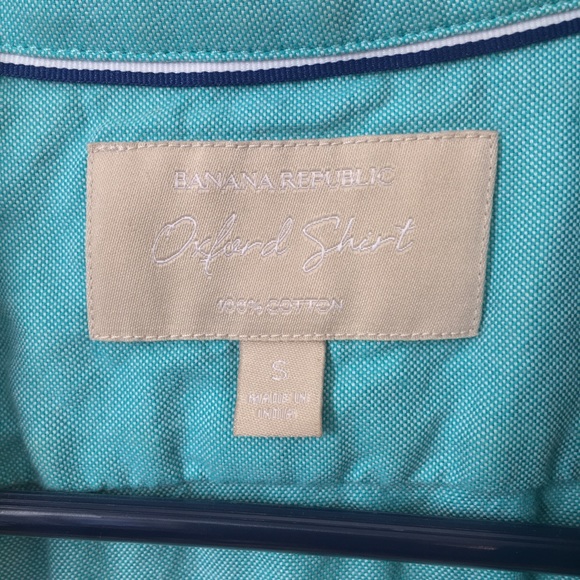 BANANA REPUBLIC
Oxford Shirt
100% COTTON
S
MADE IN
INDIA